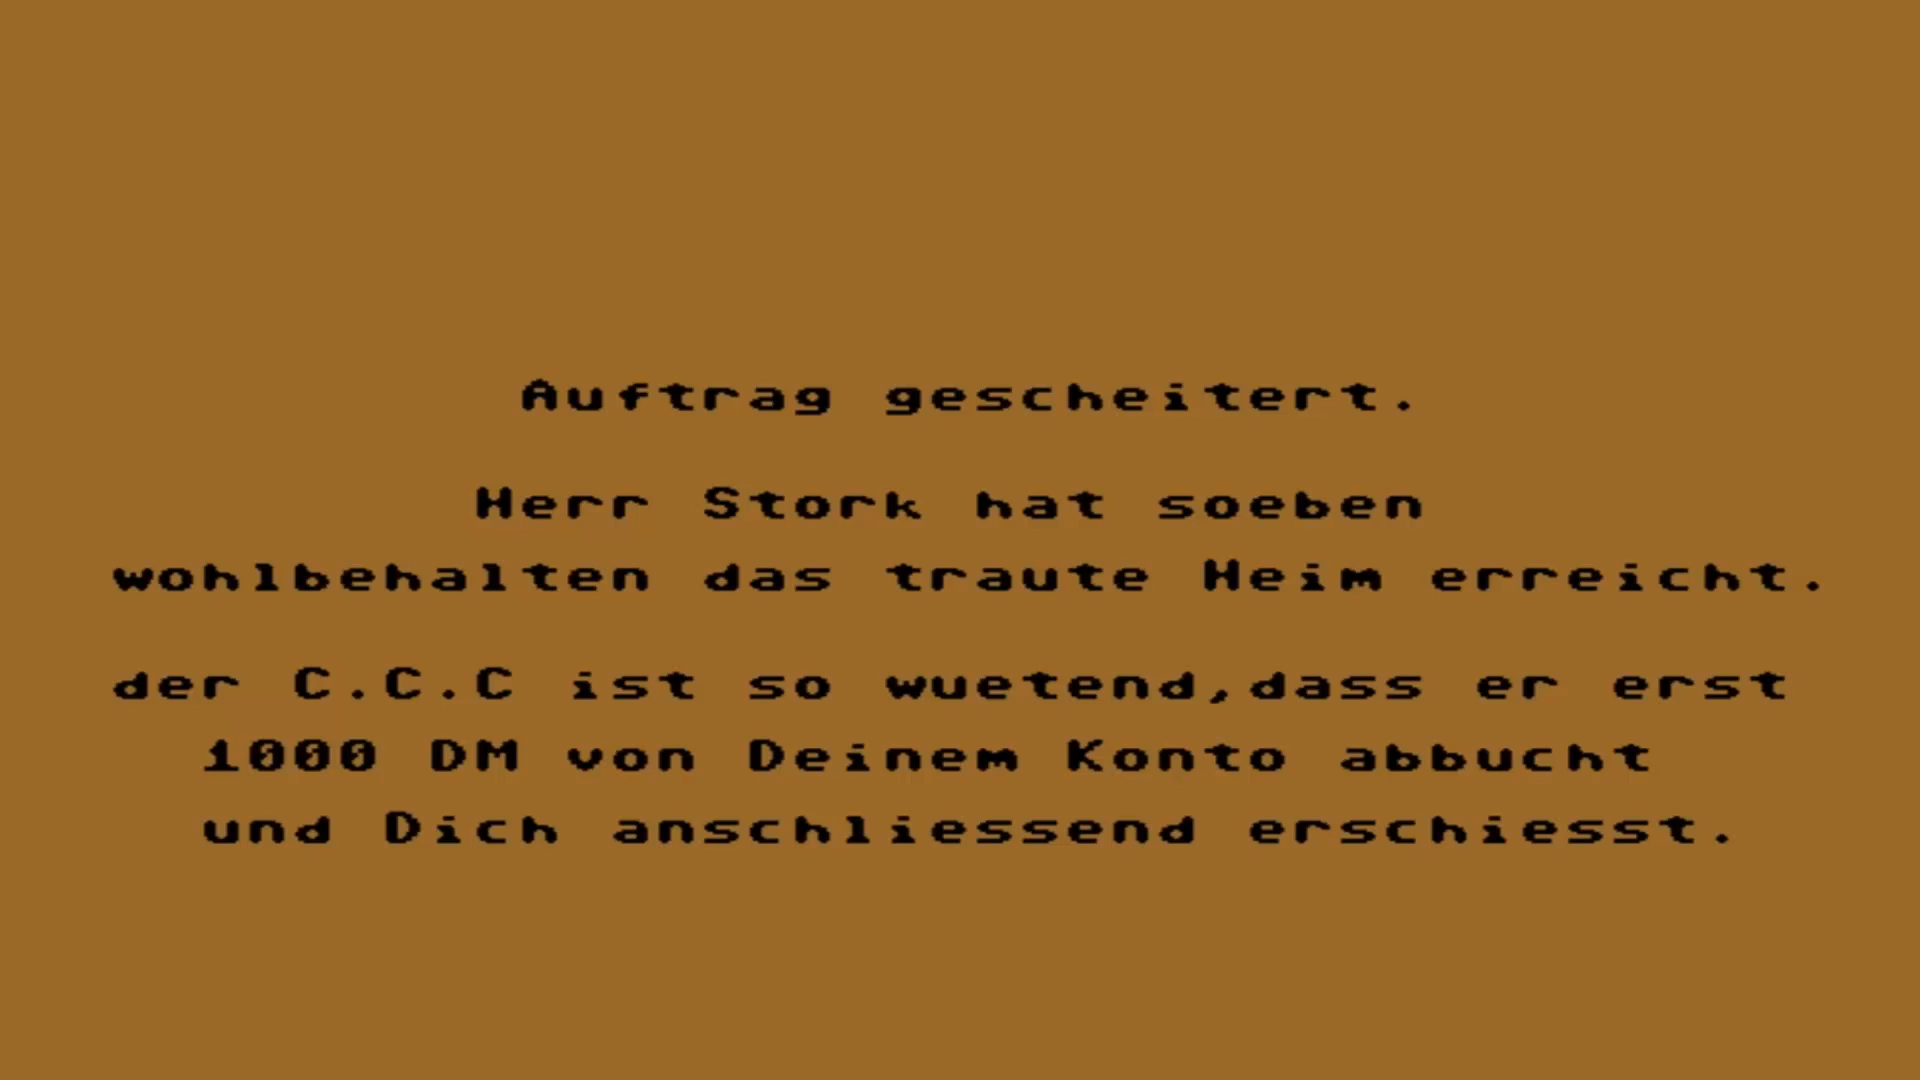 Auftrag gescheitert.
Herr Stork hat soeben
wohlbehalten das traute Heim erreicht.
der C.C.C ist so wuetend,dass er erst
1000 DM von Deinem Konto abbucht
und Dich anschliessend erschiesst.